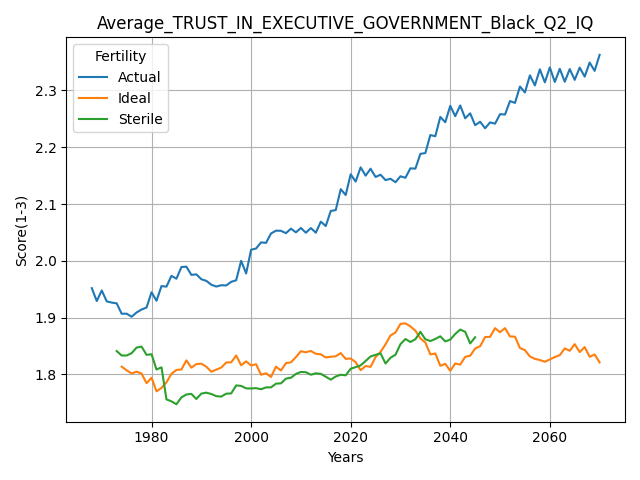 Average_TRUST_IN_EXECUTIVE_GOVERNMENT_Black_Q2_IQ
Fertility
Actual
Ideal
Sterile
Score(1-3)
2.3
2.2
2.1
2.0
1.9
1.8
1980
2000
2020
2040
2060
Years